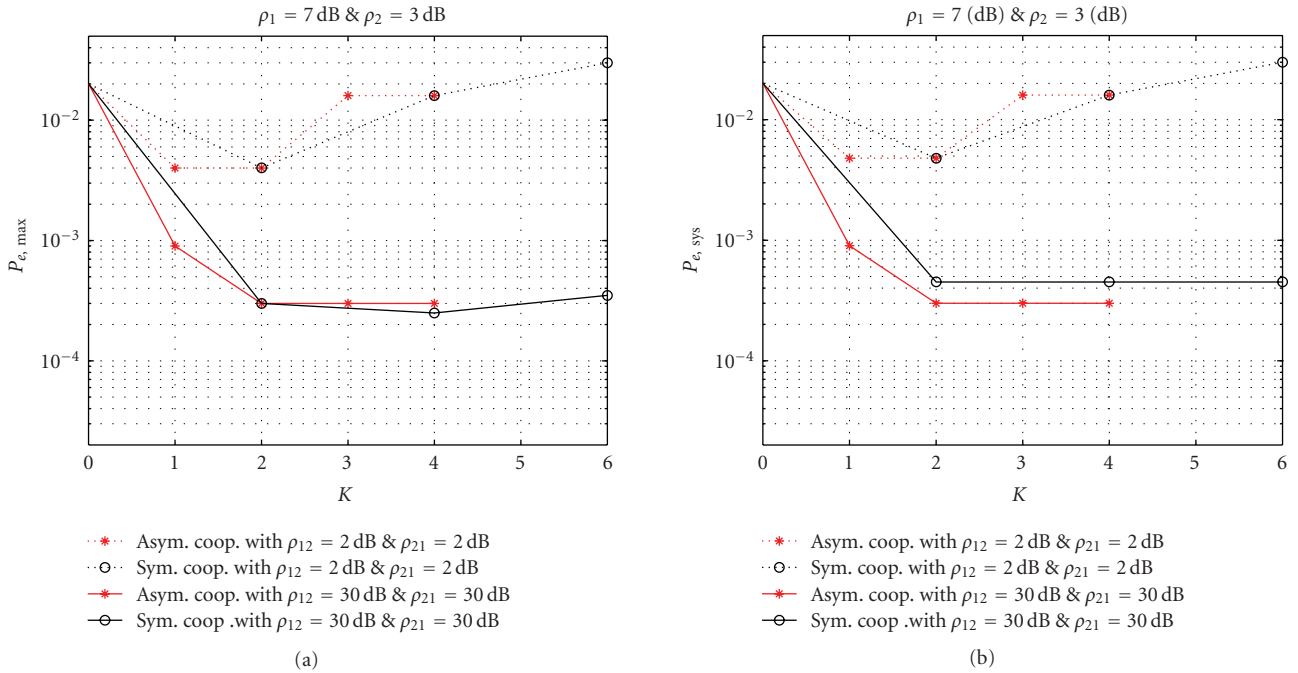 ρ₁ = 7 dB & ρ₂ = 3 dB
10⁻²
10⁻³
10⁻⁴
Pₑ, max
0 1 2 3 4 5 6
K
Asym. coop. with ρ₁₂ = 2 dB & ρ₂₁ = 2 dB
Sym. coop. with ρ₁₂ = 2 dB & ρ₂₁ = 2 dB
Asym. coop. with ρ₁₂ = 30 dB & ρ₂₁ = 30 dB
Sym. coop .with ρ₁₂ = 30 dB & ρ₂₁ = 30 dB
(a)
ρ₁ = 7 (dB) & ρ₂ = 3 (dB)
10⁻²
10⁻³
10⁻⁴
Pₑ, sys
0 1 2 3 4 5 6
K
Asym. coop. with ρ₁₂ = 2 dB & ρ₂₁ = 2 dB
Sym. coop. with ρ₁₂ = 2 dB & ρ₂₁ = 2 dB
Asym. coop. with ρ₁₂ = 30 dB & ρ₂₁ = 30 dB
Sym. coop .with ρ₁₂ = 30 dB & ρ₂₁ = 30 dB
(b)